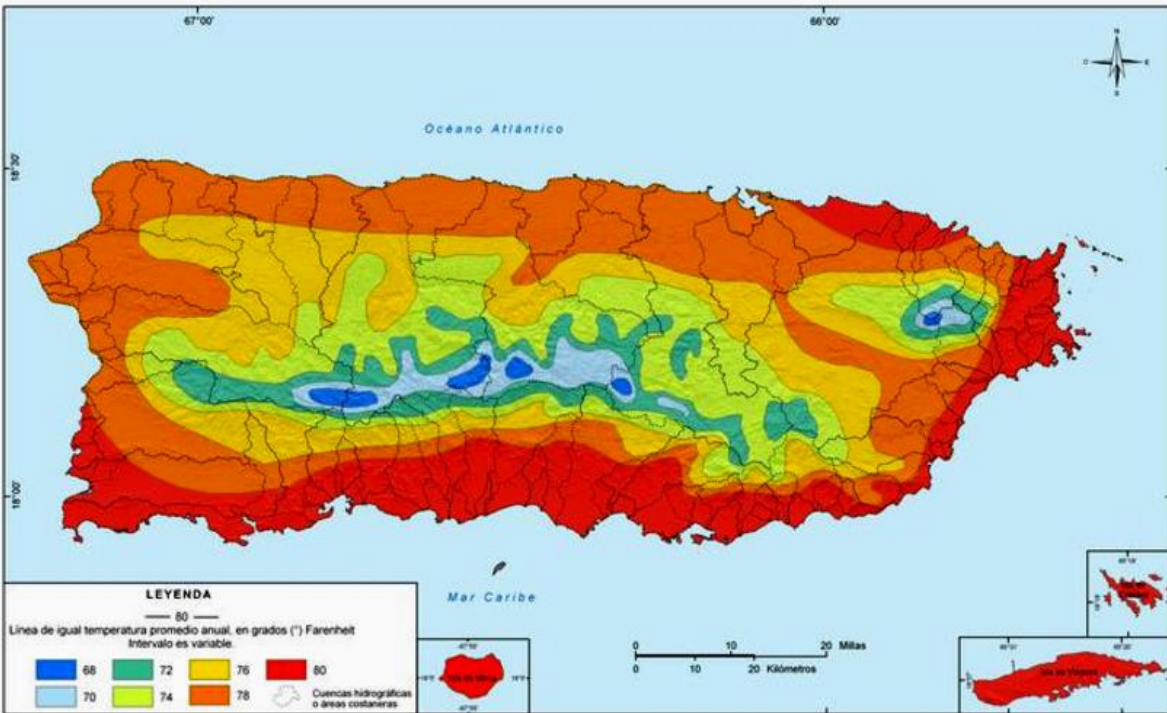 67°00'
66°00'
N
O
E
S
Océano Atlántico
18°30'
18°00'
Mar Caribe
LEYENDA
80
Línea de igual temperatura promedio anual, en grados (°) Farenheit
Intervalo es variable.
68
72
76
80
70
74
78
Cuencas hidrográficas
o áreas costaneras
0 10 20 Millas
0 10 20 Kilómetros